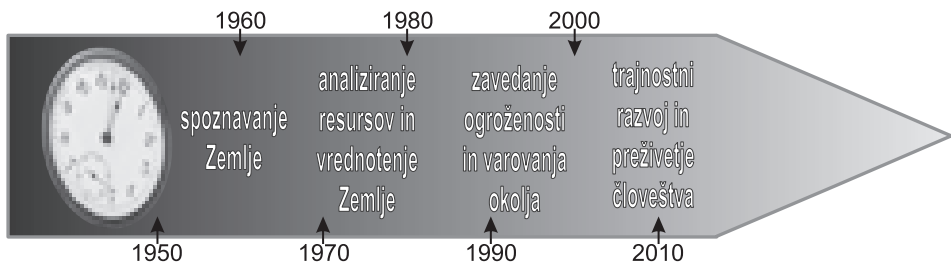 1960
1980
2000
spoznavanje
Zemlje
analiziranje
resursov in
vrednotenje
Zemlje
zavedanje
ogroženosti
in varovanja
okolja
trajnostni
razvoj in
preživetje
človeštva
1950
1970
1990
2010